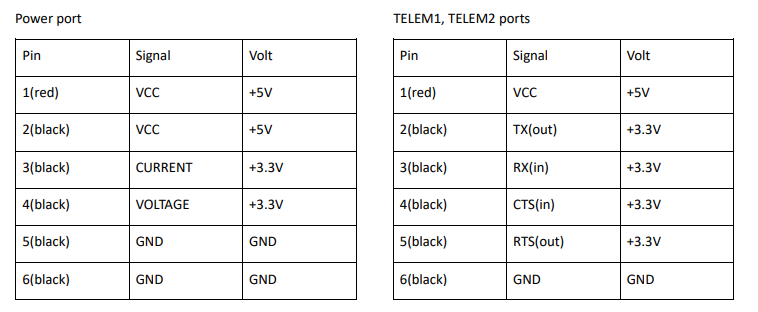 Power port
Pin Signal Volt
1(red) VCC +5V
2(black) VCC +5V
3(black) CURRENT +3.3V
4(black) VOLTAGE +3.3V
5(black) GND GND
6(black) GND GND
TELEM1, TELEM2 ports
Pin Signal Volt
1(red) VCC +5V
2(black) TX(out) +3.3V
3(black) RX(in) +3.3V
4(black) CTS(in) +3.3V
5(black) RTS(out) +3.3V
6(black) GND GND